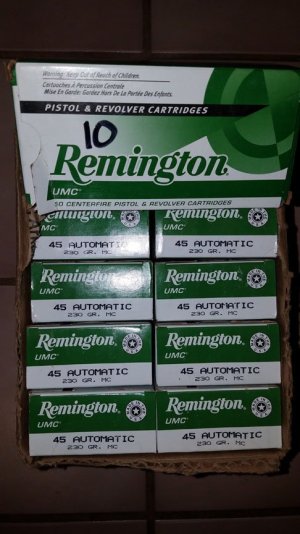 Warning: Keep Out of Reach of Children.
Cartouches à Percussion Centrale
Mise En Garde: Gardez Hors De La Portée Des Enfants.
PISTOL & REVOLVER CARTRIDGES
10
Remington
UMC
50 CENTERFIRE PISTOL & REVOLVER CARTRIDGES
Remington Remington
45 AUTOMATIC 45 AUTOMATIC
230 GR. MC 230 GR. MC
Remington Remington
UMC UMC
45 AUTOMATIC 45 AUTOMATIC
230 GR. MC 230 GR. MC
Remington Remington
UMC UMC
45 AUTOMATIC 45 AUTOMATIC
230 GR. MC 230 GR. MC
Remington Remington
UMC UMC
45 AUTOMATIC 45 AUTOMATIC
230 GR. MC 230 GR. MC